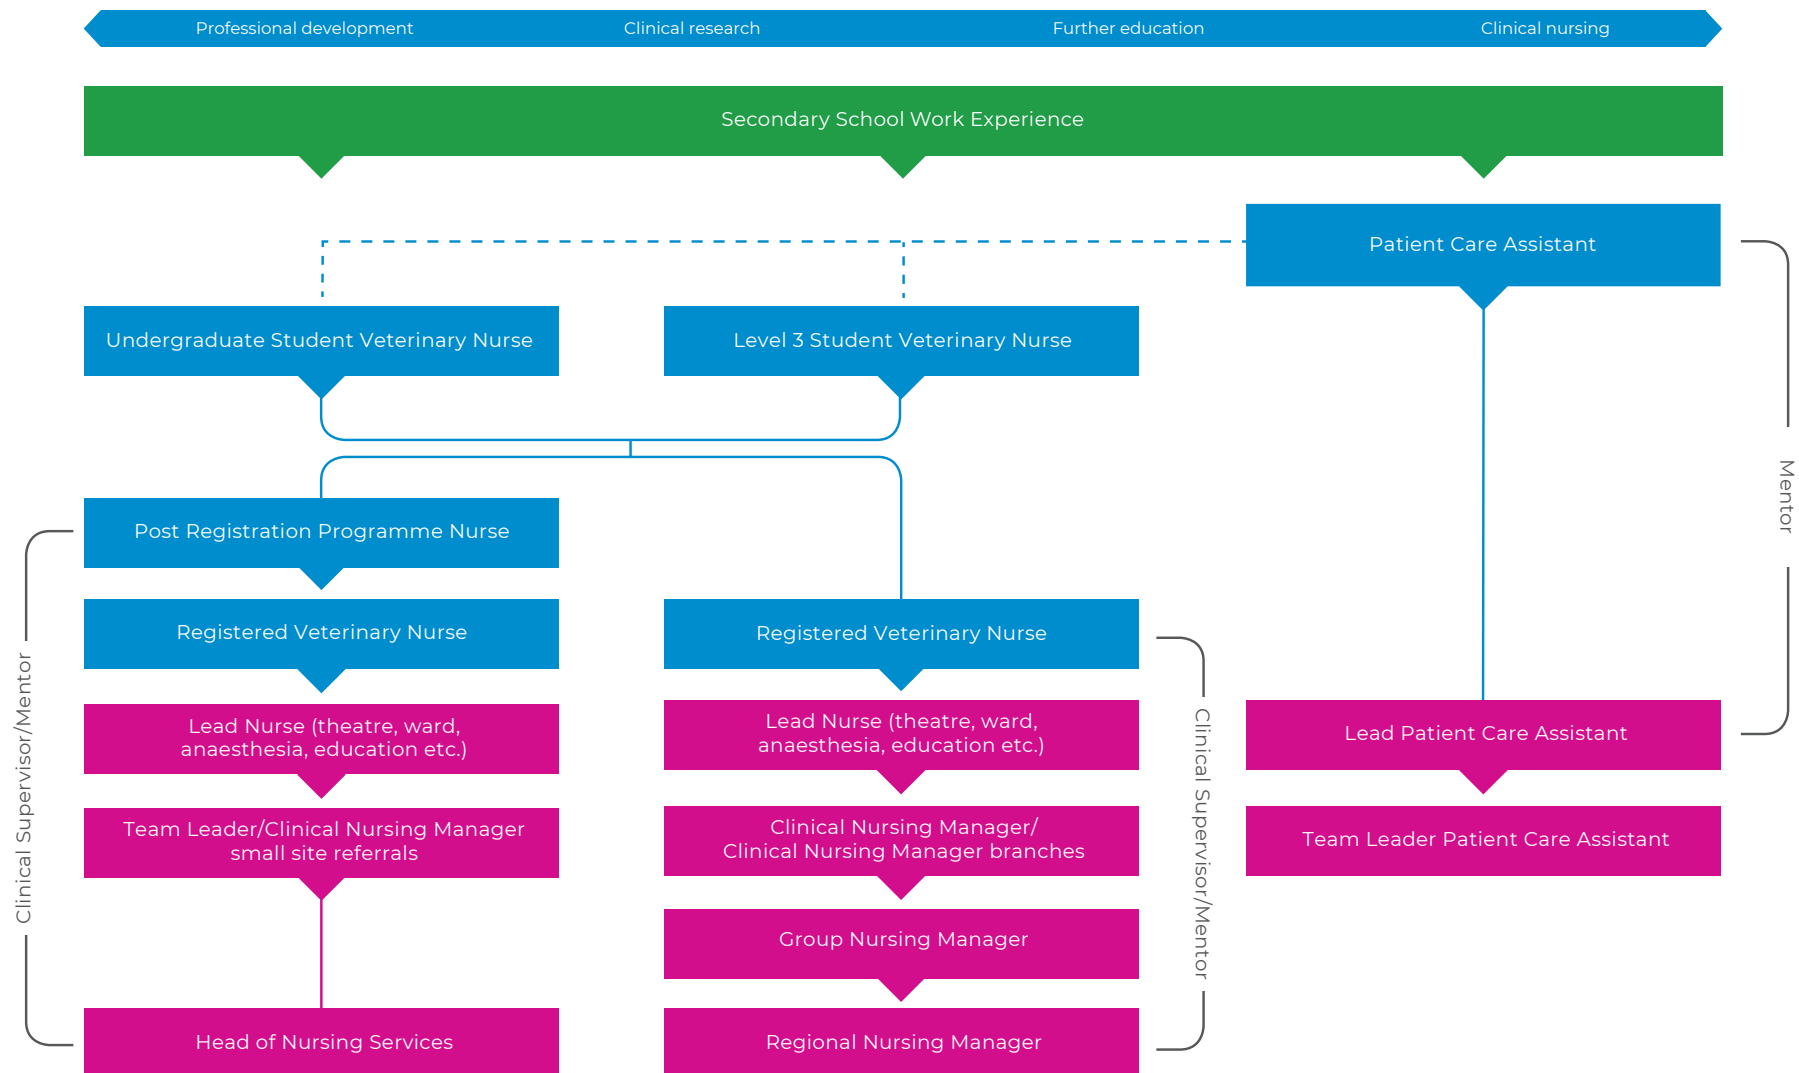 Professional development
Clinical research
Further education
Clinical nursing
Secondary School Work Experience
Patient Care Assistant
Undergraduate Student Veterinary Nurse
Level 3 Student Veterinary Nurse
Mentor
Post Registration Programme Nurse
Registered Veterinary Nurse
Registered Veterinary Nurse
Clinical Supervisor/Mentor
Lead Nurse (theatre, ward,
anaesthesia, education etc.)
Lead Nurse (theatre, ward,
anaesthesia, education etc.)
Clinical Supervisor/Mentor
Lead Patient Care Assistant
Team Leader/Clinical Nursing Manager
small site referrals
Clinical Nursing Manager/
Clinical Nursing Manager branches
Team Leader Patient Care Assistant
Group Nursing Manager
Head of Nursing Services
Regional Nursing Manager